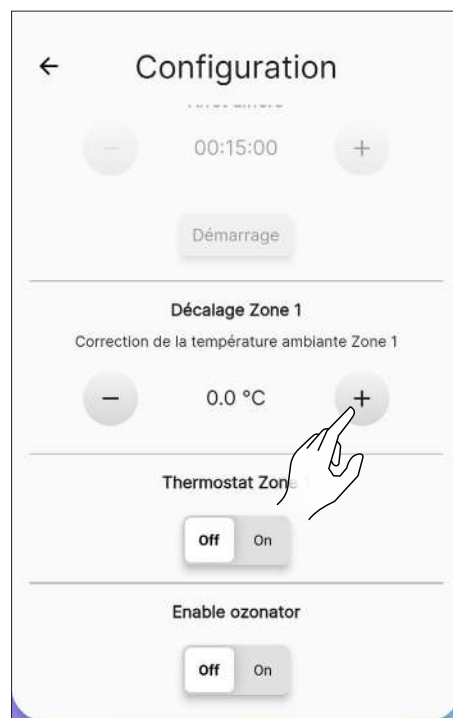 Configuration
00:15:00
Démarrage
Décalage Zone 1
Correction de la température ambiante Zone 1
− 0.0 °C +
Thermostat Zone
Off On
Enable ozonator
Off On